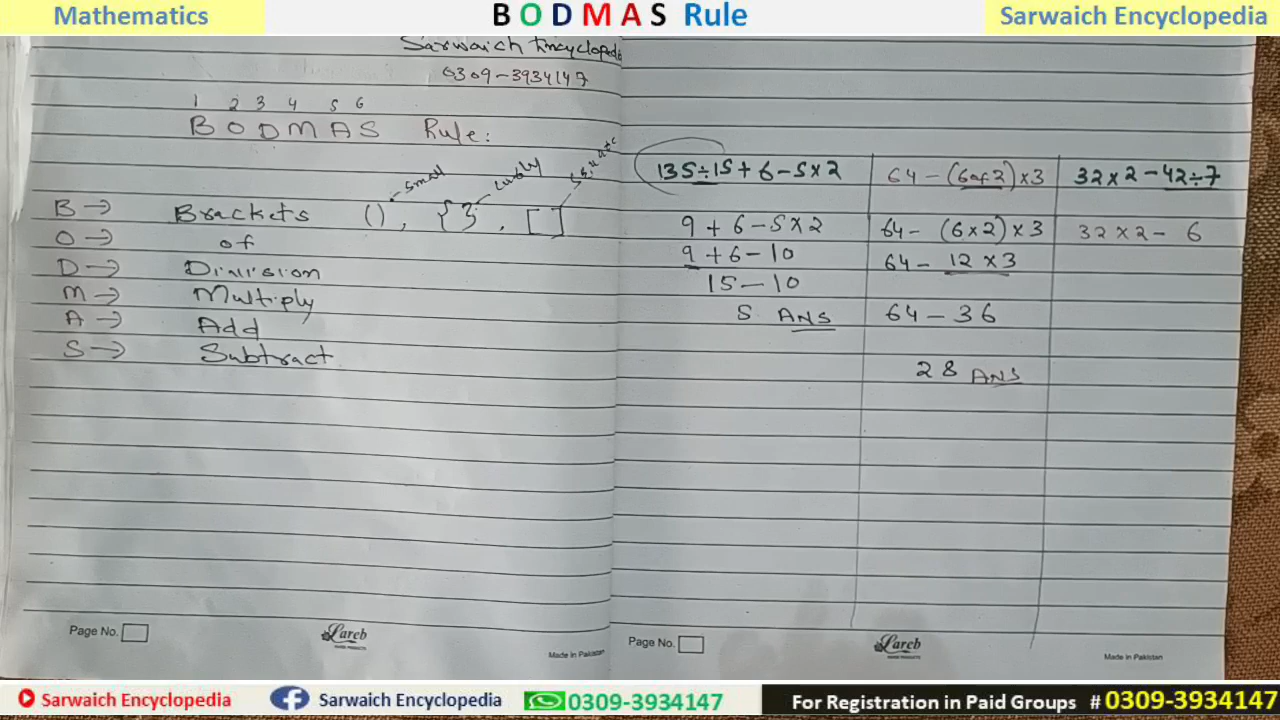 Mathematics
BODMAS Rule
Sarwaich Encyclopedia
Sarwaich Encyclopedia
0309-3934147
1 2 3 4 5 6
BODMAS Rule:
small
curly
B → Brackets (), {}, []
O → of
D → Division
M → Multiply
A → Add
S → Subtract
Page No.
Lareb
Made in Pakistan
135÷15+6-5×2
9+6-5×2
9+6-10
15-10
5 ANS
64-(6of2)×3
64-(6×2)×3
64-12×3
64-36
28 ANS
32×2-42÷7
32×2-6
Page No.
Lareb
Made in Pakistan
Sarwaich Encyclopedia
Sarwaich Encyclopedia
0309-3934147
For Registration in Paid Groups # 0309-3934147